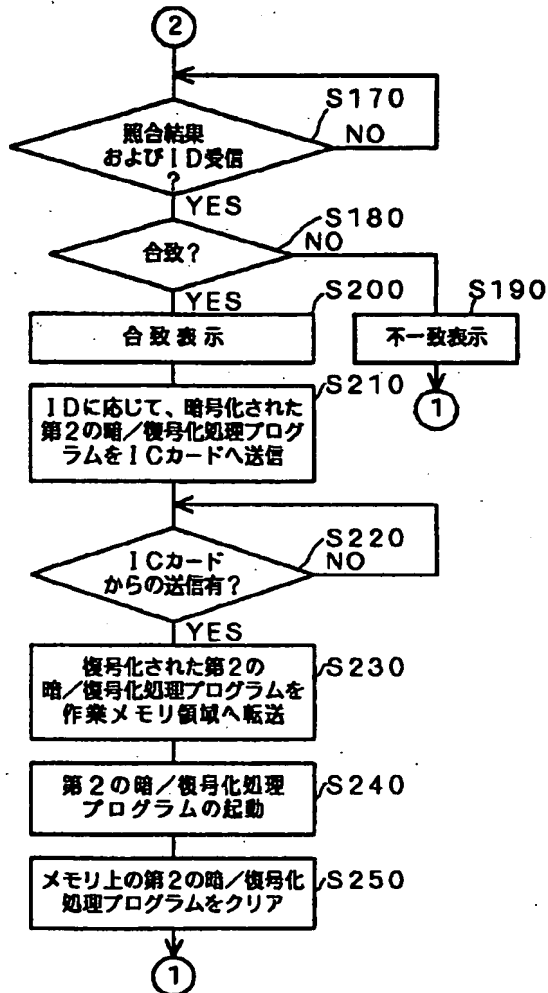 2
S170
照合結果
およびID受信
?
NO
YES
S180
合致?
NO
YES
S200
合致表示
S190
不一致表示
1
S210
IDに応じて、暗号化された
第2の暗/復号化処理プログ
ラムをICカードへ送信
S220
ICカード
からの送信有?
NO
YES
S230
復号化された第2の
暗/復号化処理プログラムを
作業メモリ領域へ転送
S240
第2の暗/復号化処理
プログラムの起動
S250
メモリ上の第2の暗/復号化
処理プログラムをクリア
1